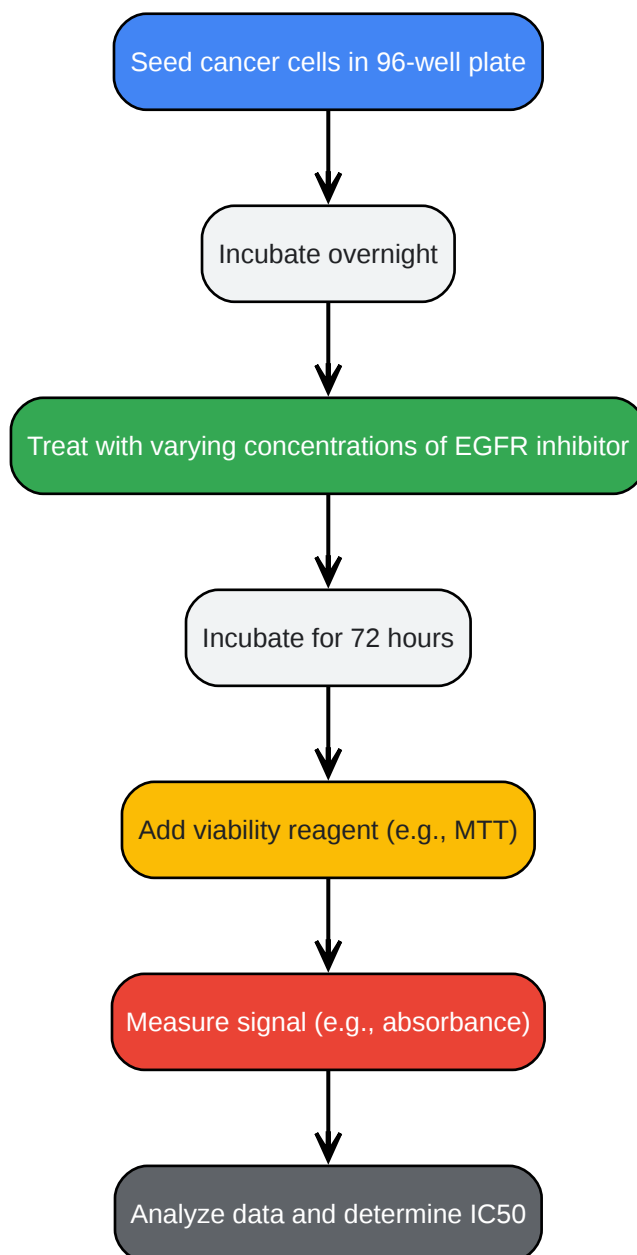 Seed cancer cells in 96-well plate
Incubate overnight
Treat with varying concentrations of EGFR inhibitor
Incubate for 72 hours
Add viability reagent (e.g., MTT)
Measure signal (e.g., absorbance)
Analyze data and determine IC50